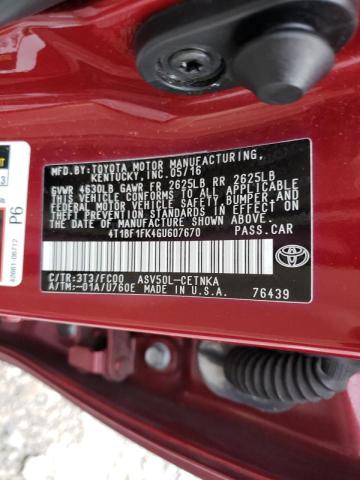 MFD.BY:TOYOTA MOTOR MANUFACTURING,
KENTUCKY,INC.05/16
GVWR 4630LB GAWR FR 2625LB RR 2625LB
THIS VEHICLE CONFORMS TO ALL APPLICABLE
FEDERAL MOTOR VEHICLE SAFETY, BUMPER, AND
THEFT PREVENTION STANDARDS IN EFFECT ON
THE DATE OF MANUFACTURE SHOWN ABOVE.
4T1BF1FK4GU607670 PASS.CAR
C/TR:3T3/FC00 ASV50L-CETNKA
A/TM:-01A/U760E MADE IN U.S.A. 76439
TOYOTA
P6